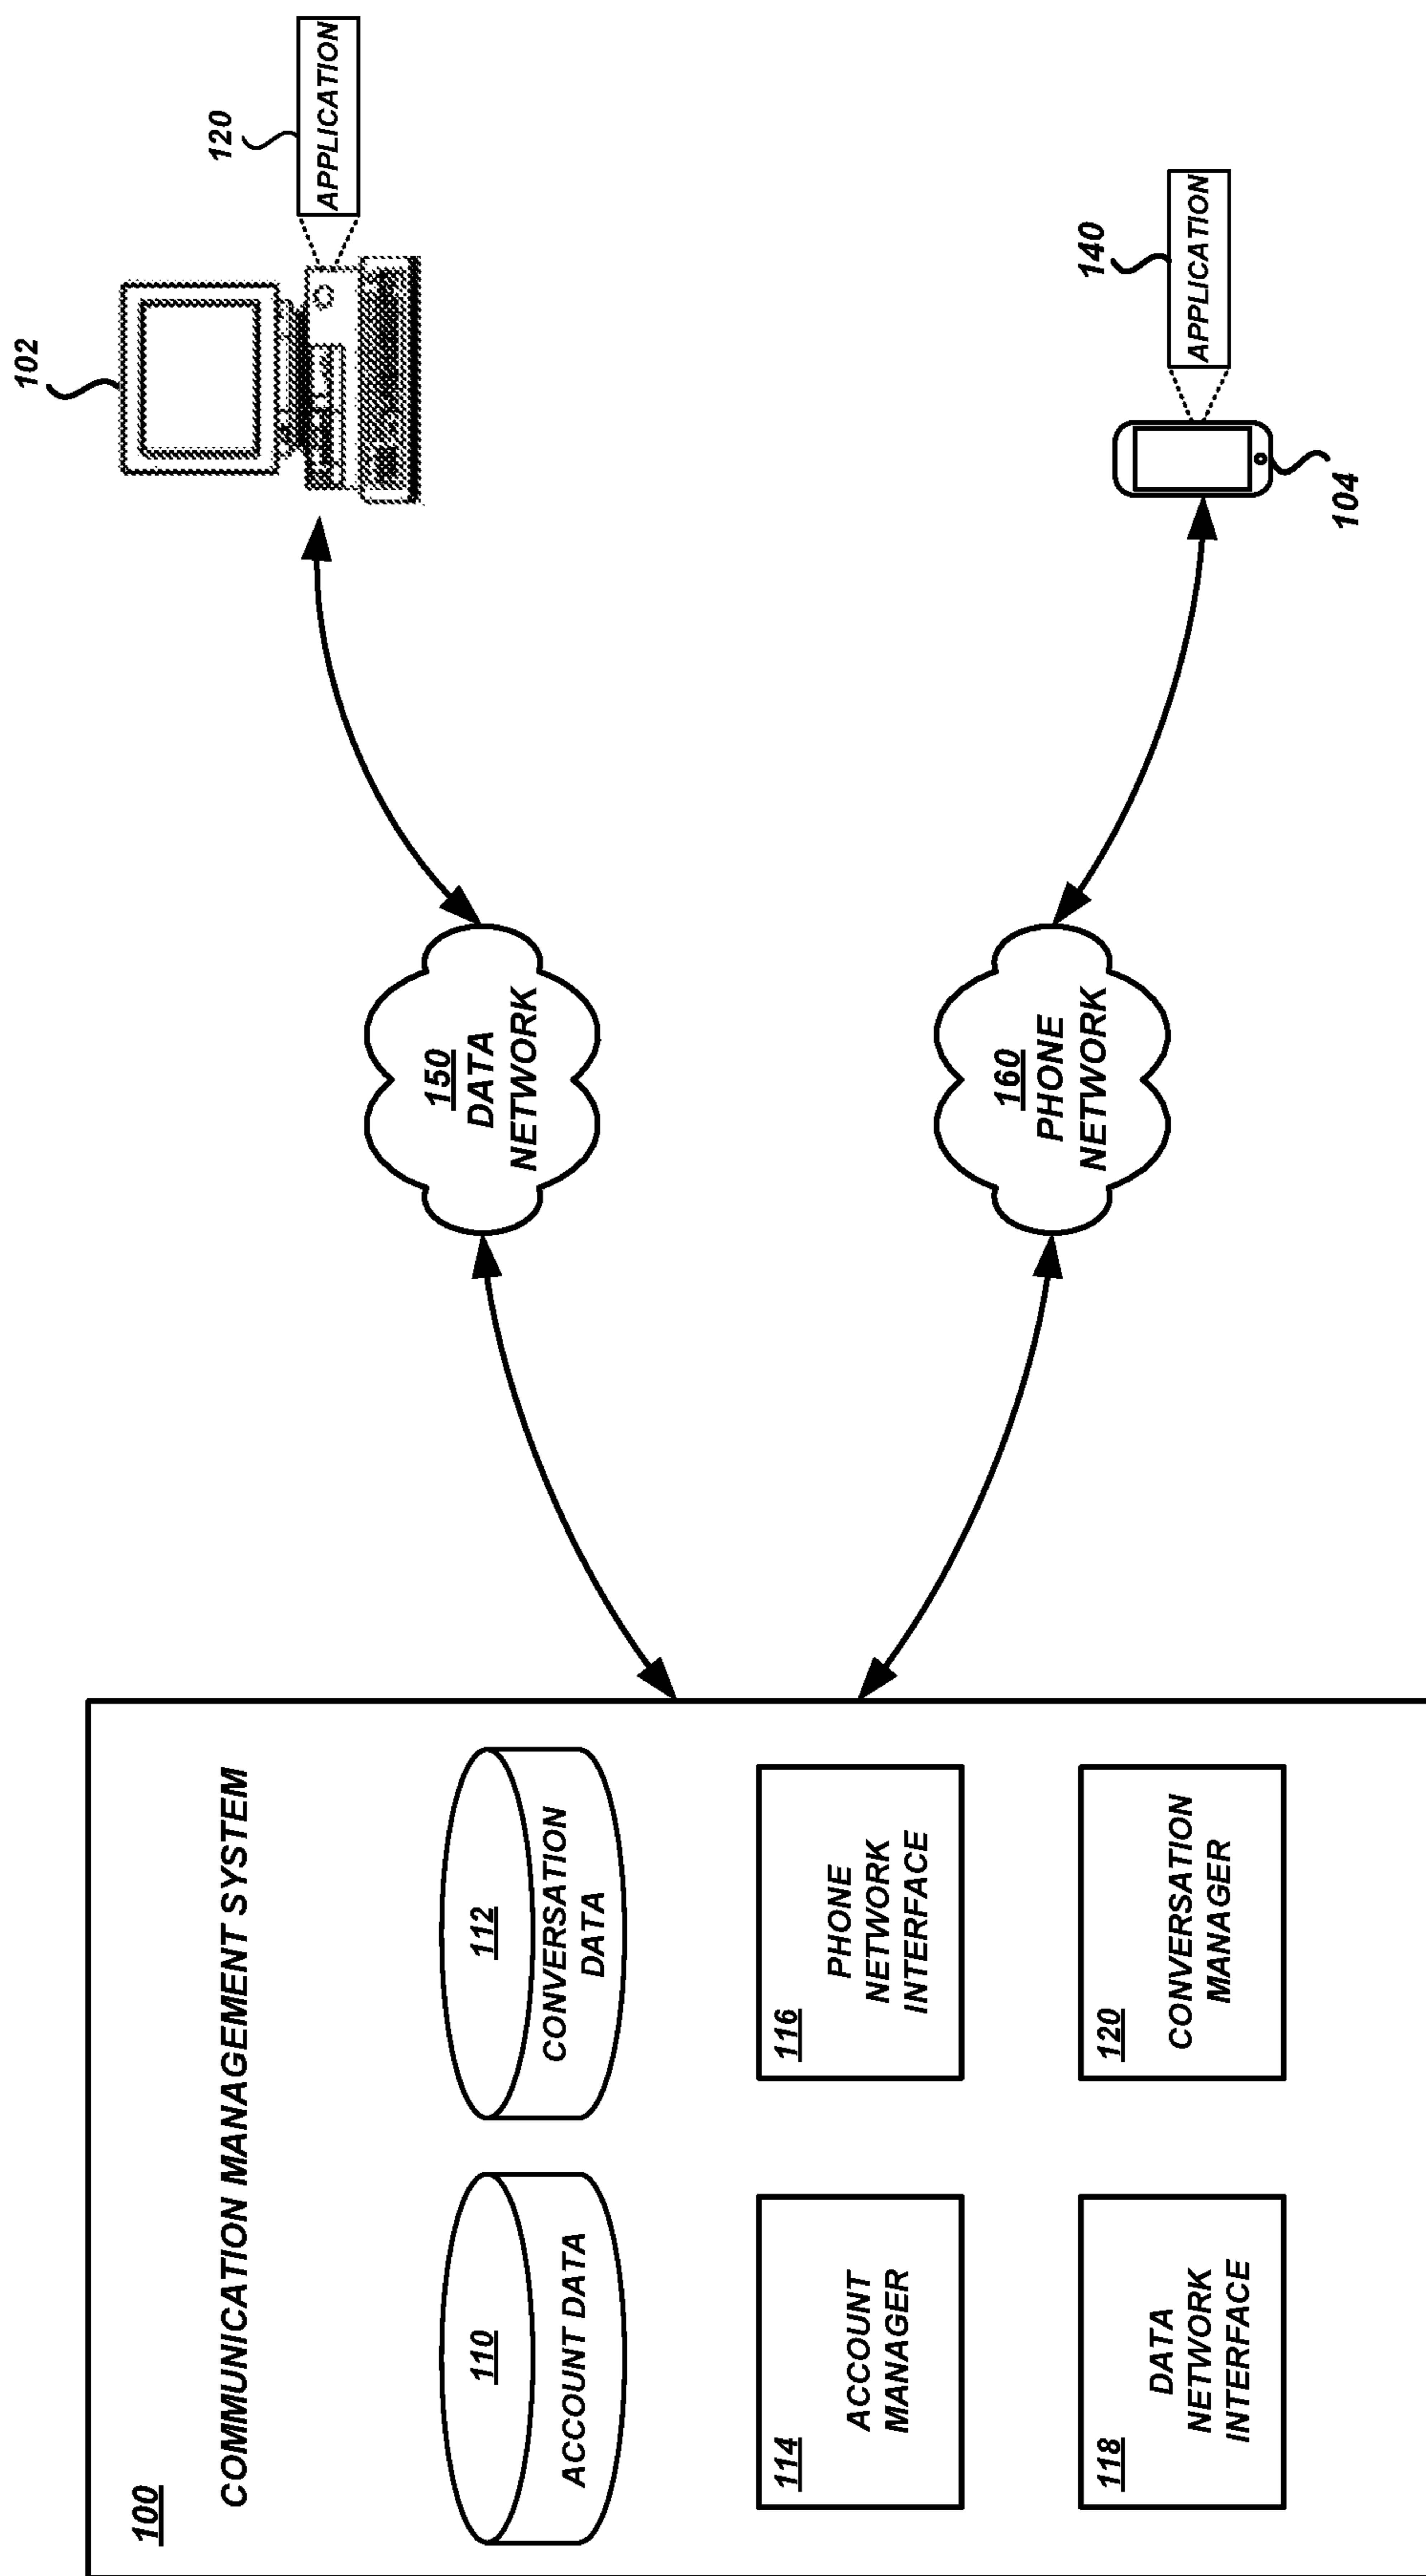 100
COMMUNICATION MANAGEMENT SYSTEM
110
ACCOUNT DATA
112
CONVERSATION
DATA
114
ACCOUNT
MANAGER
116
PHONE
NETWORK
INTERFACE
118
DATA
NETWORK
INTERFACE
120
CONVERSATION
MANAGER
150
DATA
NETWORK
160
PHONE
NETWORK
102
120
APPLICATION
140
APPLICATION
104